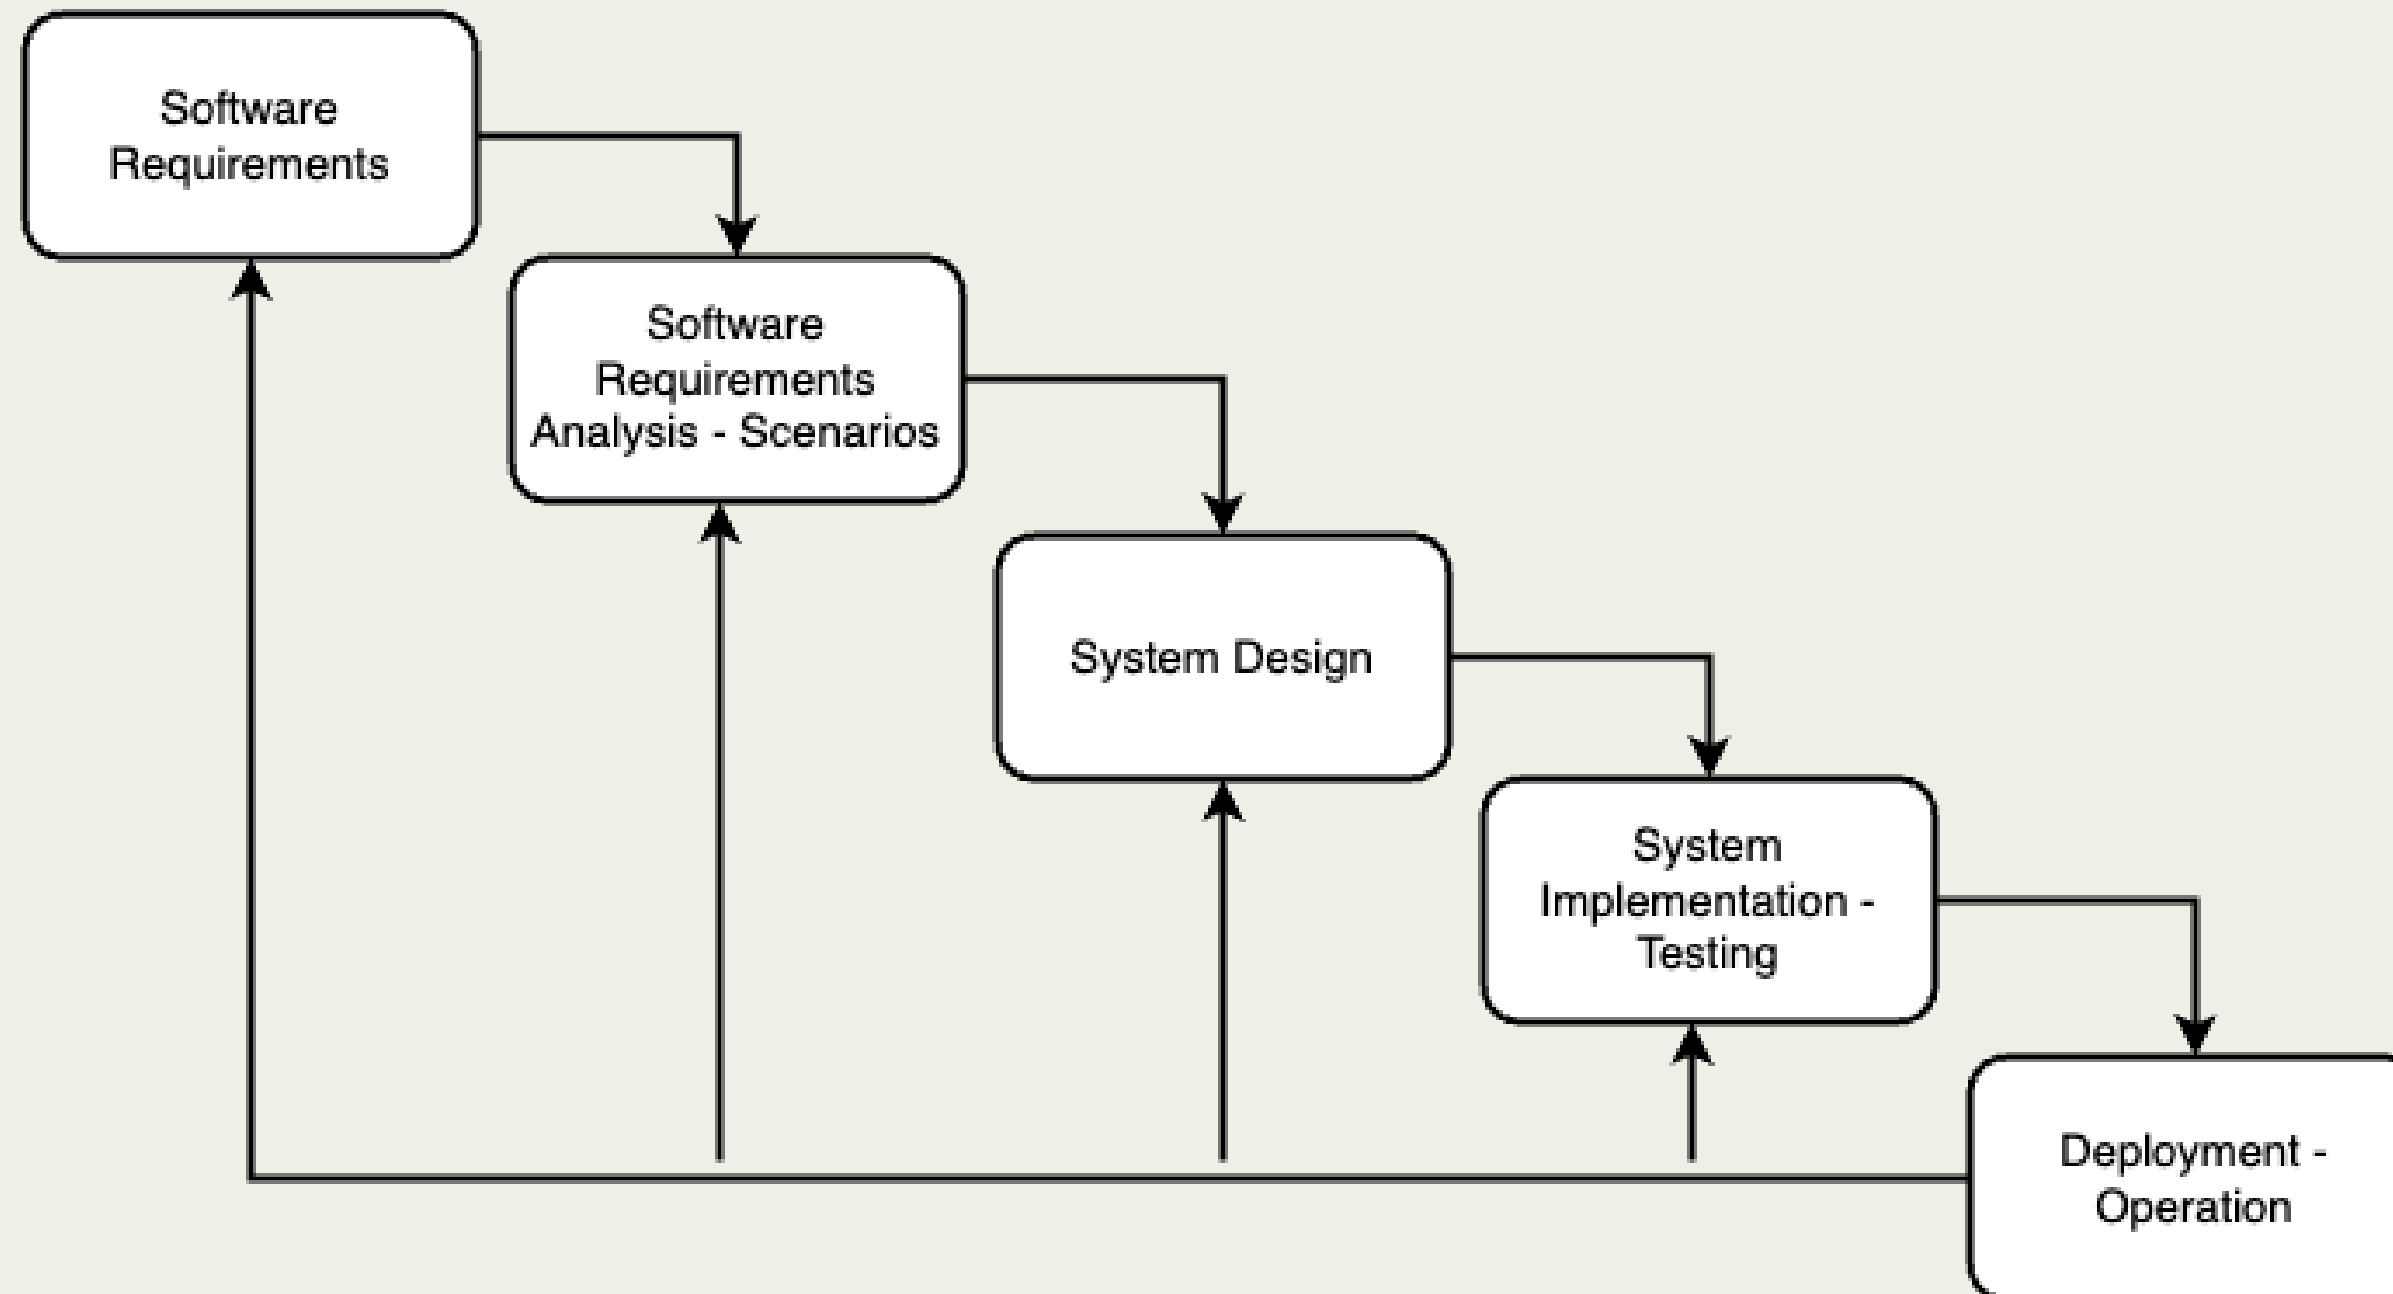 Software
Requirements
Software
Requirements
Analysis - Scenarios
System Design
System
Implementation -
Testing
Deployment -
Operation